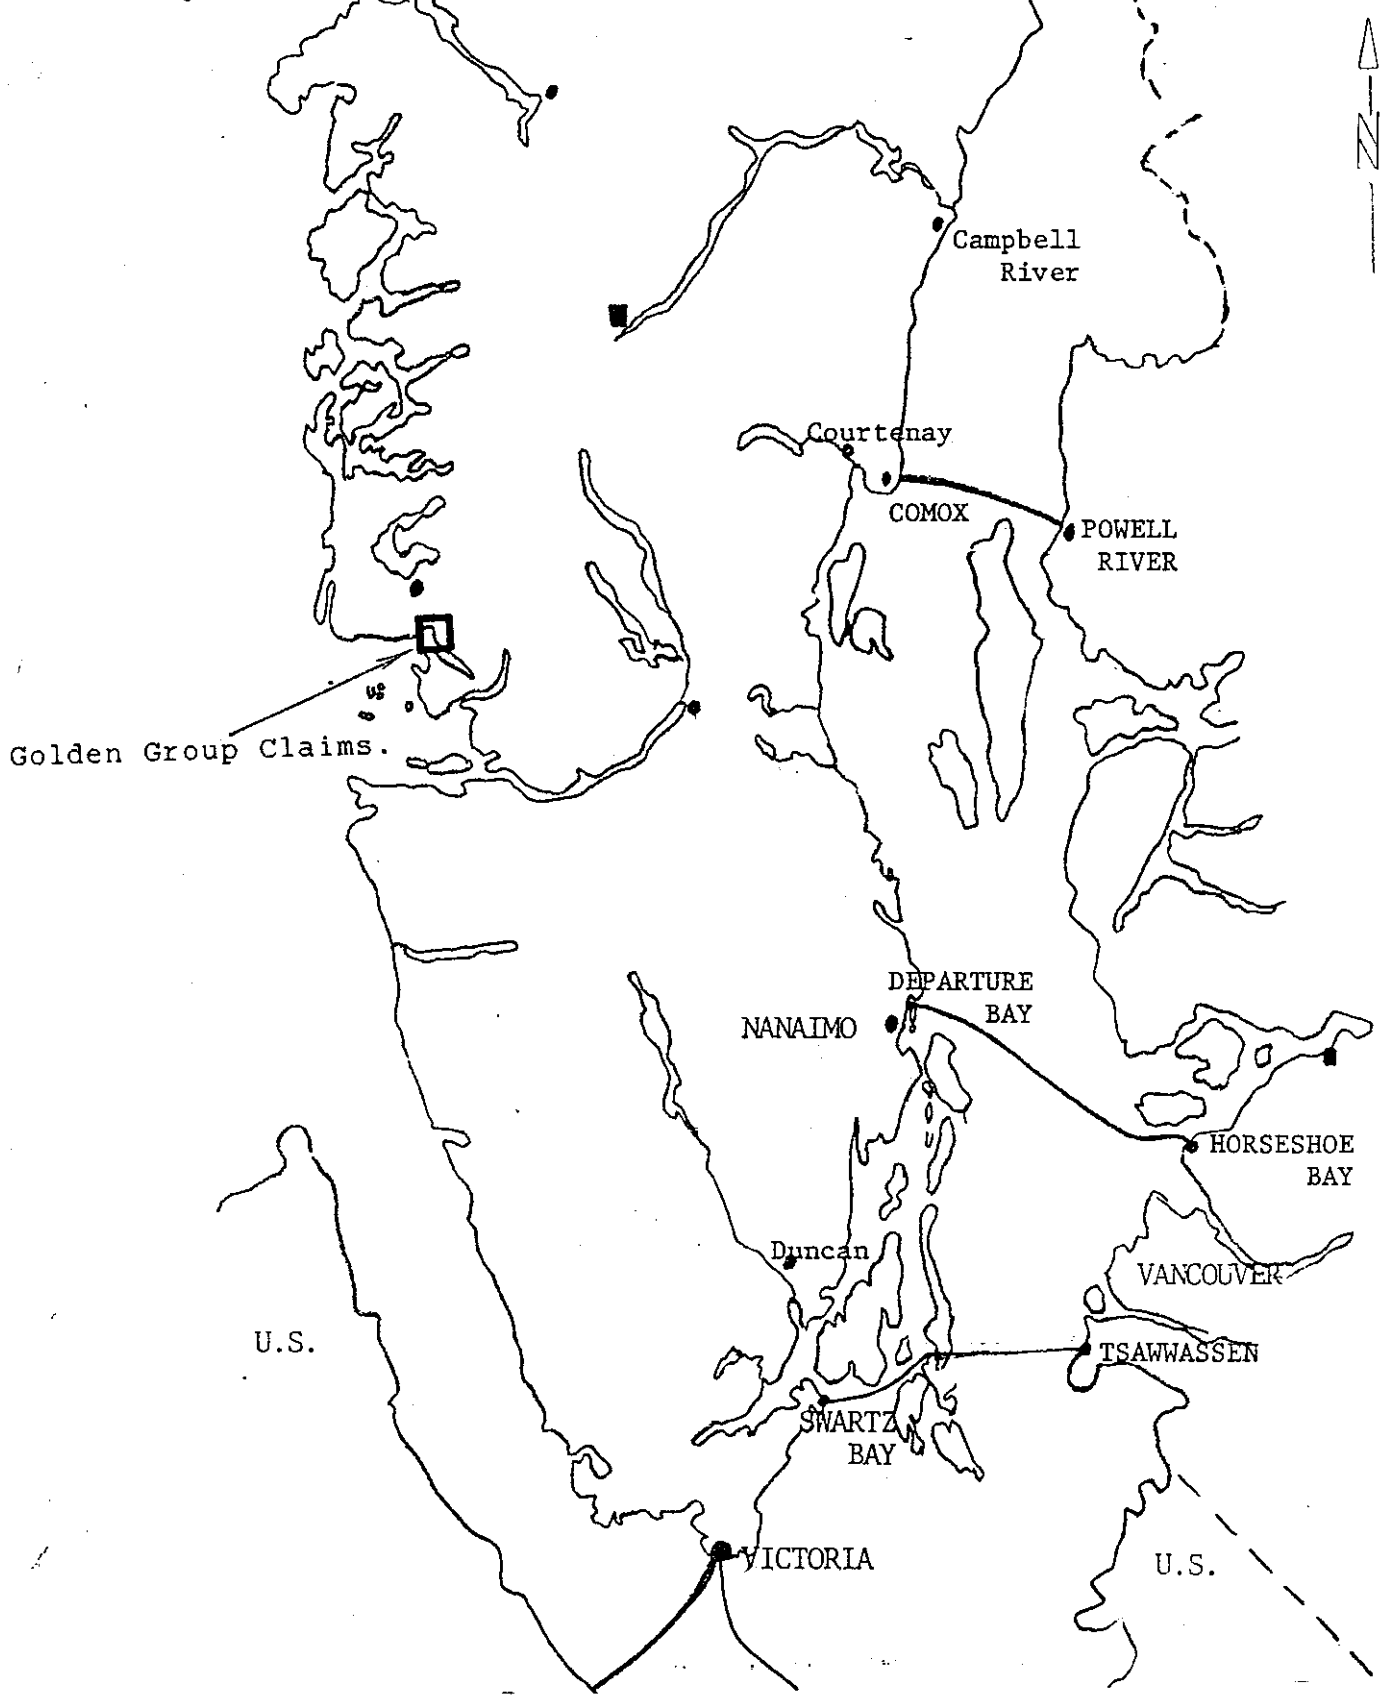 N
Campbell
River
Courtenay
COMOX
POWELL
RIVER
Golden Group Claims.
DEPARTURE
BAY
NANAIMO
HORSESHOE
BAY
Duncan
VANCOUVER
U.S.
TSAWWASSEN
SWARTZ
BAY
VICTORIA
U.S.